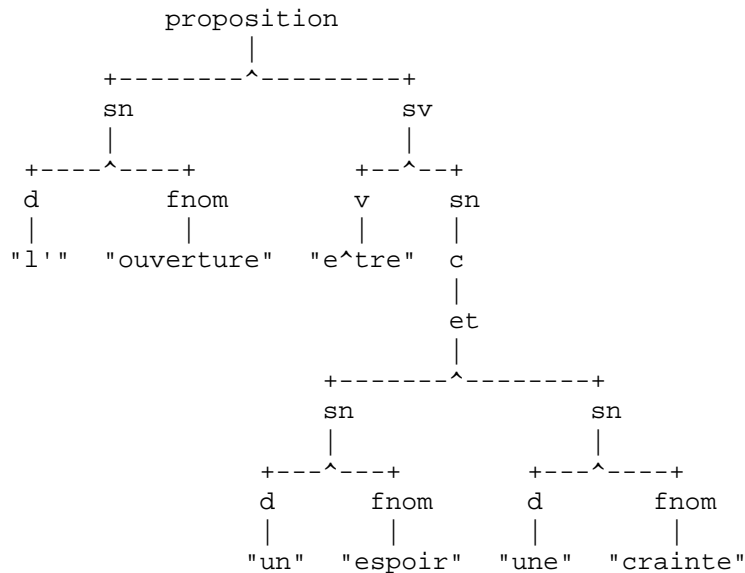 proposition
|
+--------^---------+
sn sv
| |
+----^----+ +--^--+
d fnom v sn
| | | |
"l'" "ouverture" "e^tre" c
|
et
|
+-------^--------+
sn sn
| |
+---^---+ +---^----+
d fnom d fnom
| | | |
"un" "espoir" "une" "crainte"